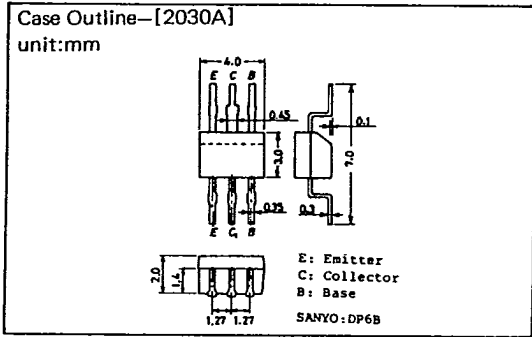 Case Outline—[2030A]
unit:mm
4.0
E C B
0.45
0.1
3.0
7.0
0.35
0.3
E C₁ B
2.0
1.4
1.27 1.27
E: Emitter
C: Collector
B: Base
SANYO:DP6B